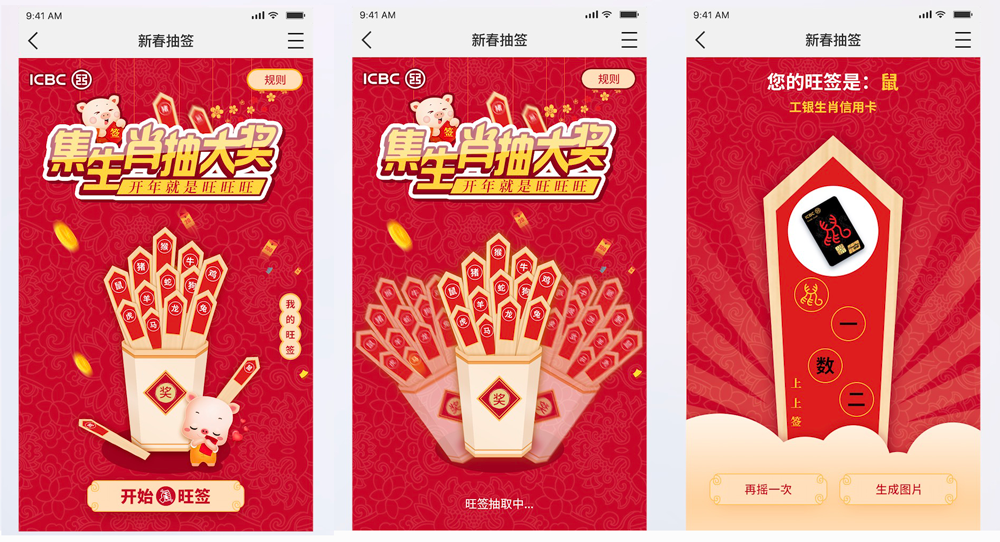 9:41 AM
新春抽签
ICBC
规则
猪
签
集生肖抽大奖
开年就是旺旺旺
猴
猪
牛
鸡
鼠
蛇
狗
羊
龙
兔
虎
马
我的旺签
奖
开始
旺签
9:41 AM
新春抽签
ICBC
规则
猪
签
集生肖抽大奖
开年就是旺旺旺
猴
猪
牛
鸡
鼠
蛇
狗
羊
龙
兔
虎
马
奖
旺签抽取中...
9:41 AM
新春抽签
您的旺签是：鼠
工银生肖信用卡
ICBC
一
数
二
上上签
再摇一次
生成图片